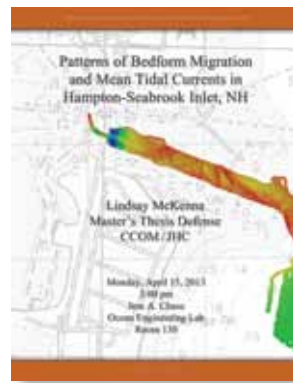 Patterns of Bedform Migration
and Mean Tidal Currents in
Hampton-Seabrook Inlet, NH
Lindsay McKenna
Master's Thesis Defense
CCOM/JHC
Monday, April 15, 2013
3:00 pm
Jere A. Chase
Ocean Engineering Lab
Room 130